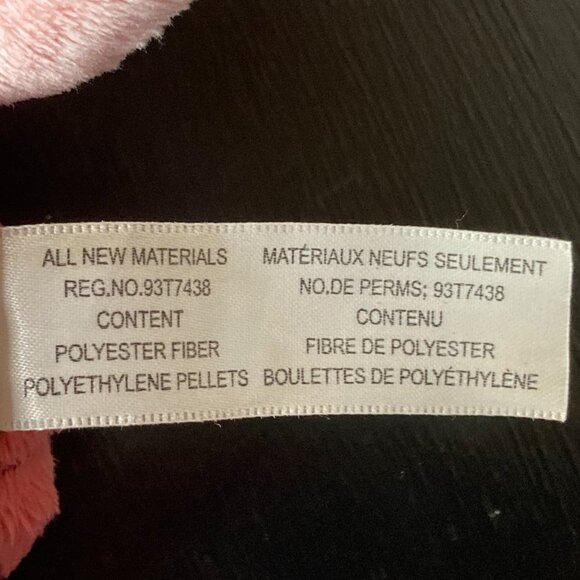 ALL NEW MATERIALS
REG.NO.93T7438
CONTENT
POLYESTER FIBER
POLYETHYLENE PELLETS
MATÉRIAUX NEUFS SEULEMENT
NO.DE PERMS; 93T7438
CONTENU
FIBRE DE POLYESTER
BOULETTES DE POLYÉTHYLÈNE